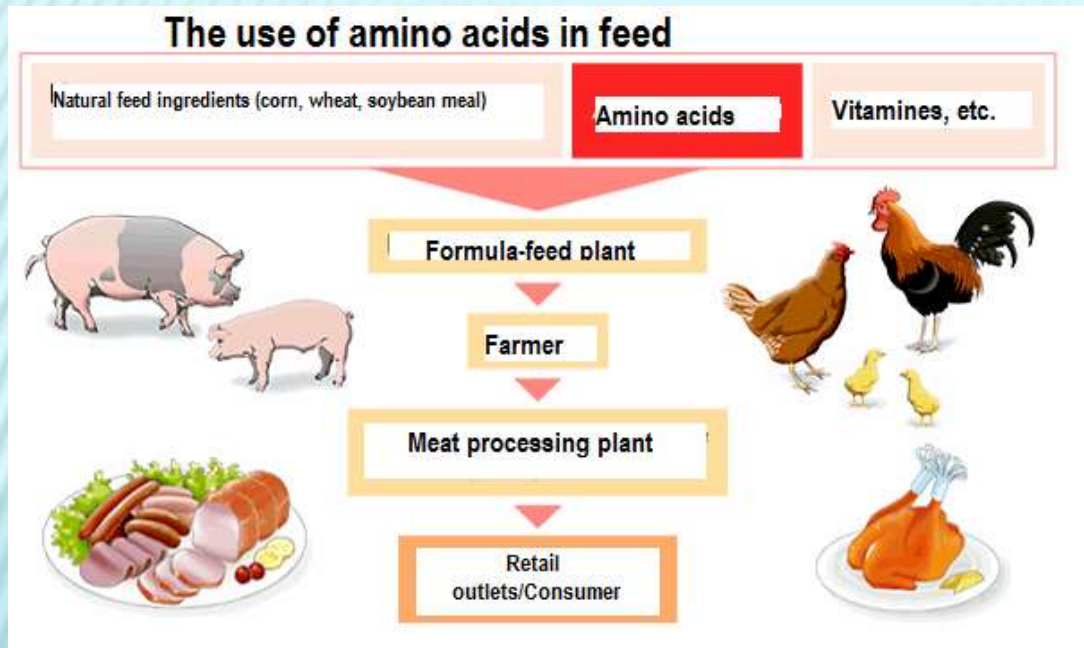 The use of amino acids in feed
Natural feed ingredients (corn, wheat, soybean meal)
Amino acids
Vitamines, etc.
Formula-feed plant
Farmer
Meat processing plant
Retail
outlets/Consumer